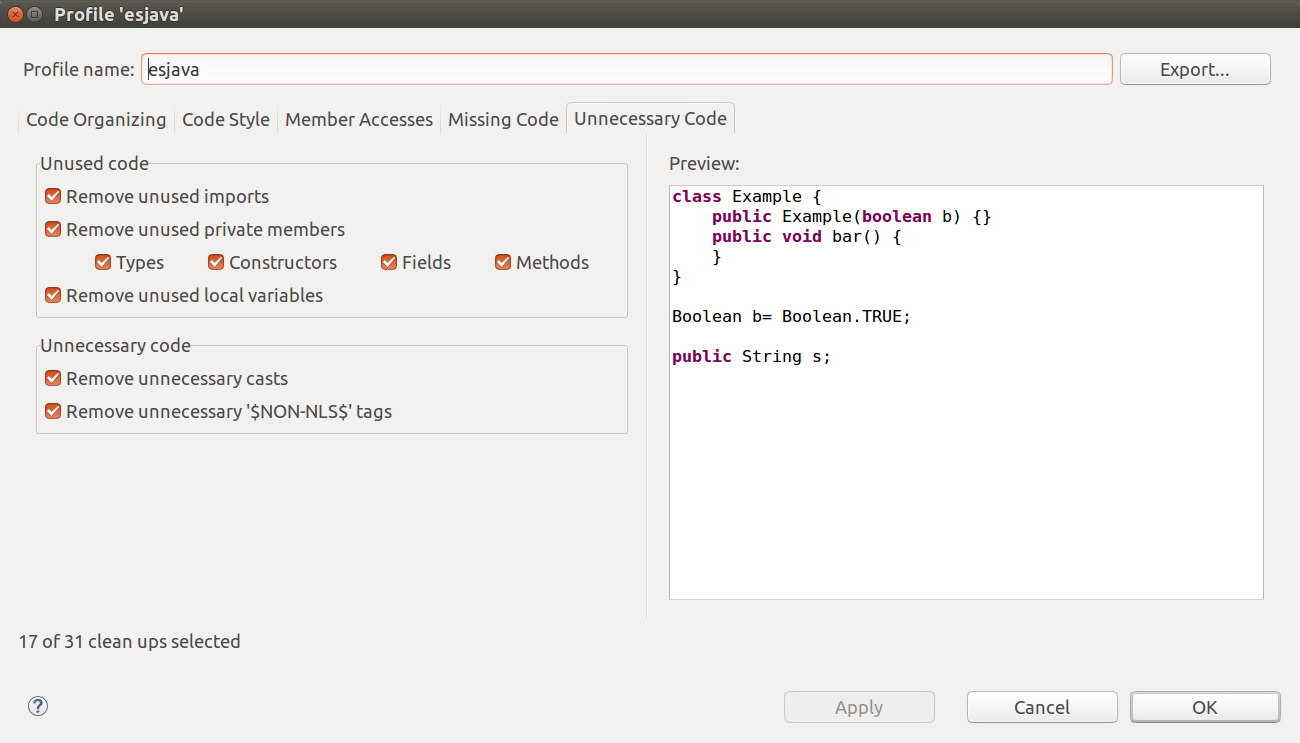 Profile 'esjava'
Profile name: esjava Export...
Code Organizing Code Style Member Accesses Missing Code Unnecessary Code
Unused code
Remove unused imports
Remove unused private members
Types Constructors Fields Methods
Remove unused local variables
Unnecessary code
Remove unnecessary casts
Remove unnecessary '$NON-NLS$' tags
Preview:
class Example {
    public Example(boolean b) {}
    public void bar() {
    }
}
Boolean b= Boolean.TRUE;
public String s;
17 of 31 clean ups selected
? Apply Cancel OK